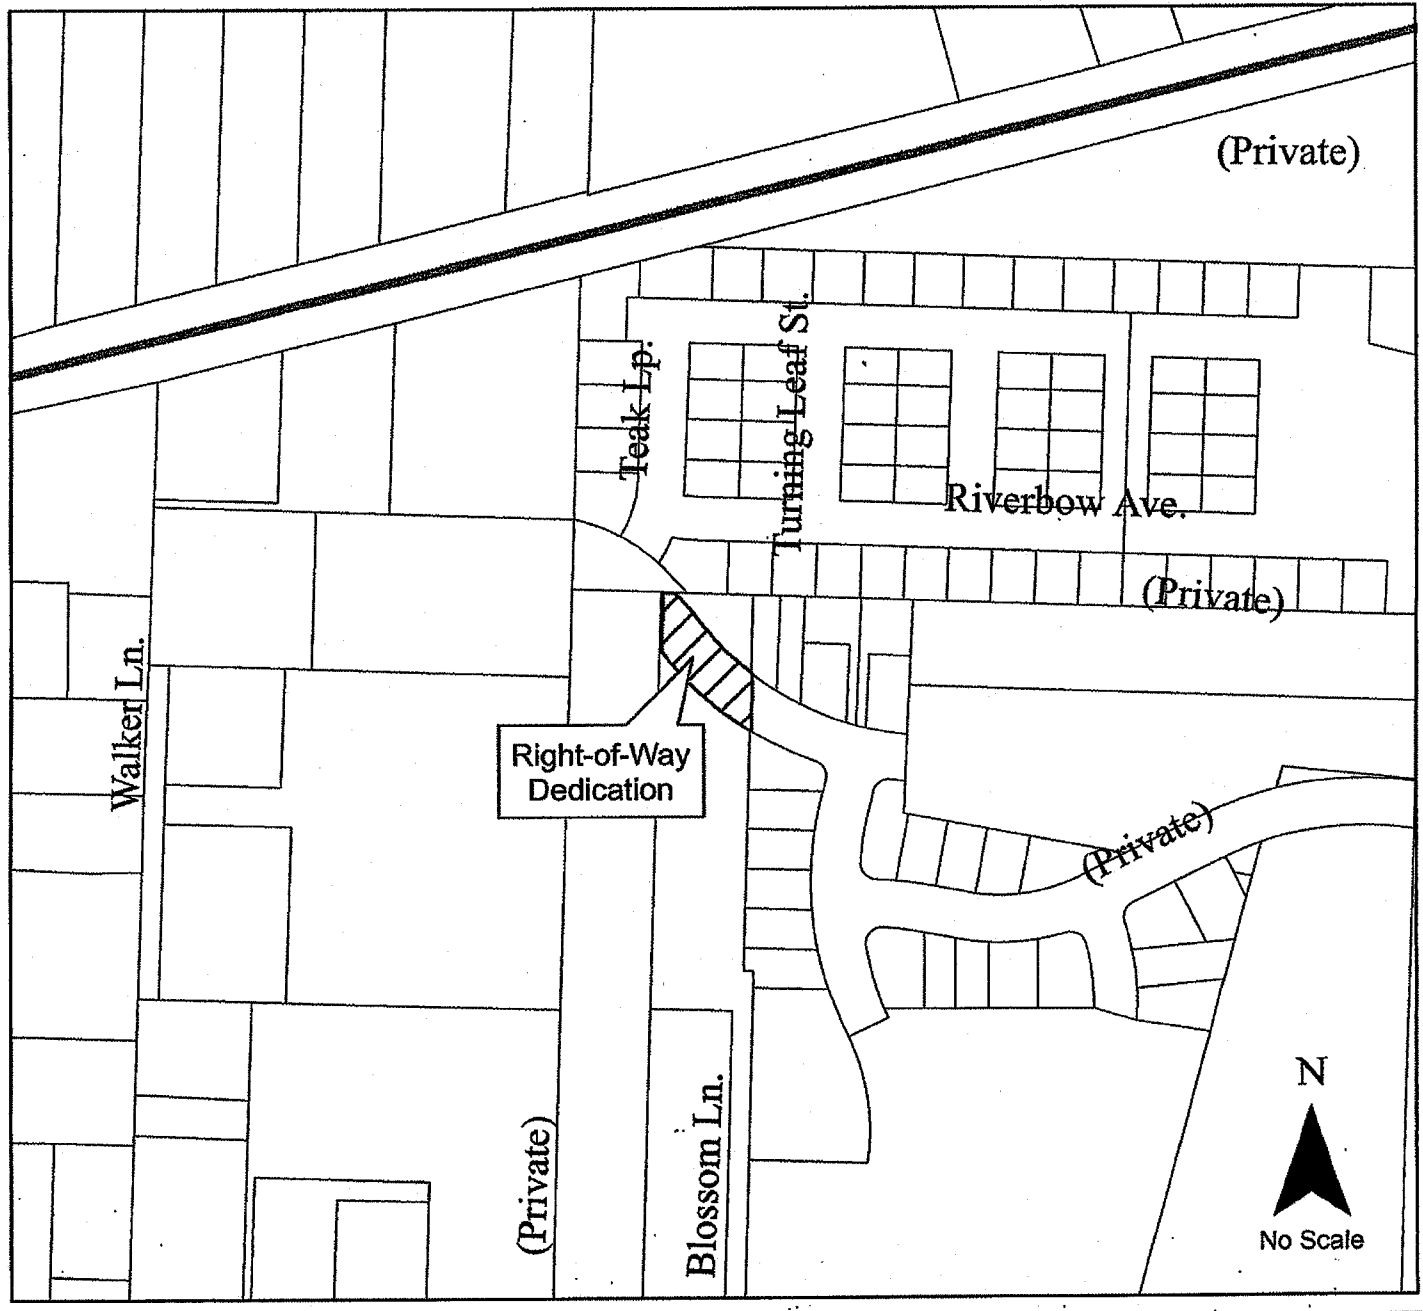 (Private)
Teak Lp.
Turning Leaf St.
Riverbow Ave.
(Private)
Walker Ln.
Right-of-Way
Dedication
(Private)
(Private)
Blossom Ln.
N
No Scale